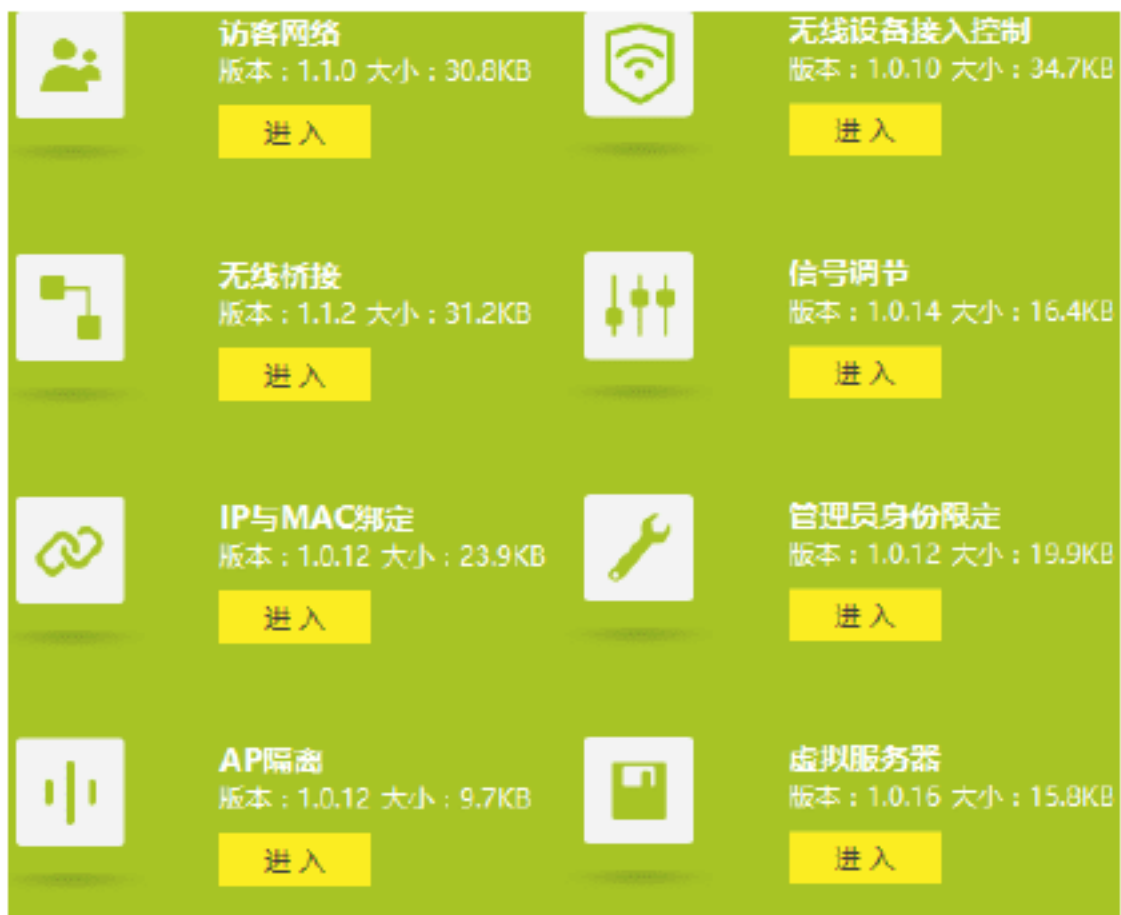 访客网络
版本：1.1.0 大小：30.8KB
进入
无线设备接入控制
版本：1.0.10 大小：34.7KB
进入
无线桥接
版本：1.1.2 大小：31.2KB
进入
信号调节
版本：1.0.14 大小：16.4KB
进入
IP与MAC绑定
版本：1.0.12 大小：23.9KB
进入
管理员身份限定
版本：1.0.12 大小：19.9KB
进入
AP隔离
版本：1.0.12 大小：9.7KB
进入
虚拟服务器
版本：1.0.16 大小：15.8KB
进入